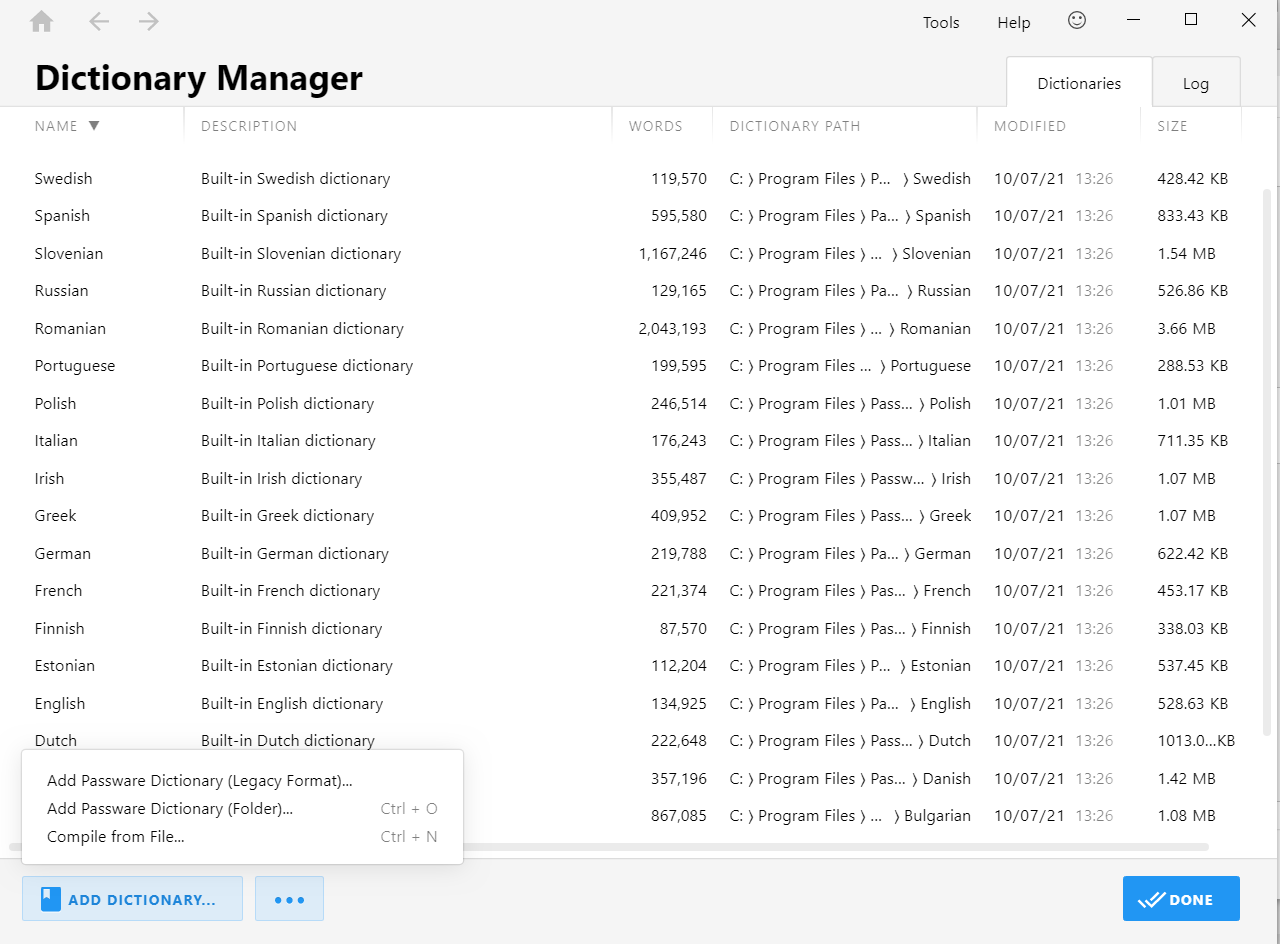 Tools Help
Dictionary Manager
Dictionaries Log
NAME ▼ DESCRIPTION WORDS DICTIONARY PATH MODIFIED SIZE
Swedish Built-in Swedish dictionary 119,570 C: ⟩ Program Files ⟩ P... ⟩ Swedish 10/07/21 13:26 428.42 KB
Spanish Built-in Spanish dictionary 595,580 C: ⟩ Program Files ⟩ Pa... ⟩ Spanish 10/07/21 13:26 833.43 KB
Slovenian Built-in Slovenian dictionary 1,167,246 C: ⟩ Program Files ⟩ ... ⟩ Slovenian 10/07/21 13:26 1.54 MB
Russian Built-in Russian dictionary 129,165 C: ⟩ Program Files ⟩ Pa... ⟩ Russian 10/07/21 13:26 526.86 KB
Romanian Built-in Romanian dictionary 2,043,193 C: ⟩ Program Files ⟩ ... ⟩ Romanian 10/07/21 13:26 3.66 MB
Portuguese Built-in Portuguese dictionary 199,595 C: ⟩ Program Files ... ⟩ Portuguese 10/07/21 13:26 288.53 KB
Polish Built-in Polish dictionary 246,514 C: ⟩ Program Files ⟩ Pass... ⟩ Polish 10/07/21 13:26 1.01 MB
Italian Built-in Italian dictionary 176,243 C: ⟩ Program Files ⟩ Pass... ⟩ Italian 10/07/21 13:26 711.35 KB
Irish Built-in Irish dictionary 355,487 C: ⟩ Program Files ⟩ Passw... ⟩ Irish 10/07/21 13:26 1.07 MB
Greek Built-in Greek dictionary 409,952 C: ⟩ Program Files ⟩ Pass... ⟩ Greek 10/07/21 13:26 1.07 MB
German Built-in German dictionary 219,788 C: ⟩ Program Files ⟩ Pa... ⟩ German 10/07/21 13:26 622.42 KB
French Built-in French dictionary 221,374 C: ⟩ Program Files ⟩ Pas... ⟩ French 10/07/21 13:26 453.17 KB
Finnish Built-in Finnish dictionary 87,570 C: ⟩ Program Files ⟩ Pas... ⟩ Finnish 10/07/21 13:26 338.03 KB
Estonian Built-in Estonian dictionary 112,204 C: ⟩ Program Files ⟩ P... ⟩ Estonian 10/07/21 13:26 537.45 KB
English Built-in English dictionary 134,925 C: ⟩ Program Files ⟩ Pa... ⟩ English 10/07/21 13:26 528.63 KB
Dutch Built-in Dutch dictionary 222,648 C: ⟩ Program Files ⟩ Pass... ⟩ Dutch 10/07/21 13:26 1013.0...KB
357,196 C: ⟩ Program Files ⟩ Pas... ⟩ Danish 10/07/21 13:26 1.42 MB
867,085 C: ⟩ Program Files ⟩ ... ⟩ Bulgarian 10/07/21 13:26 1.08 MB
Add Passware Dictionary (Legacy Format)...
Add Passware Dictionary (Folder)... Ctrl + O
Compile from File... Ctrl + N
ADD DICTIONARY... ••• DONE